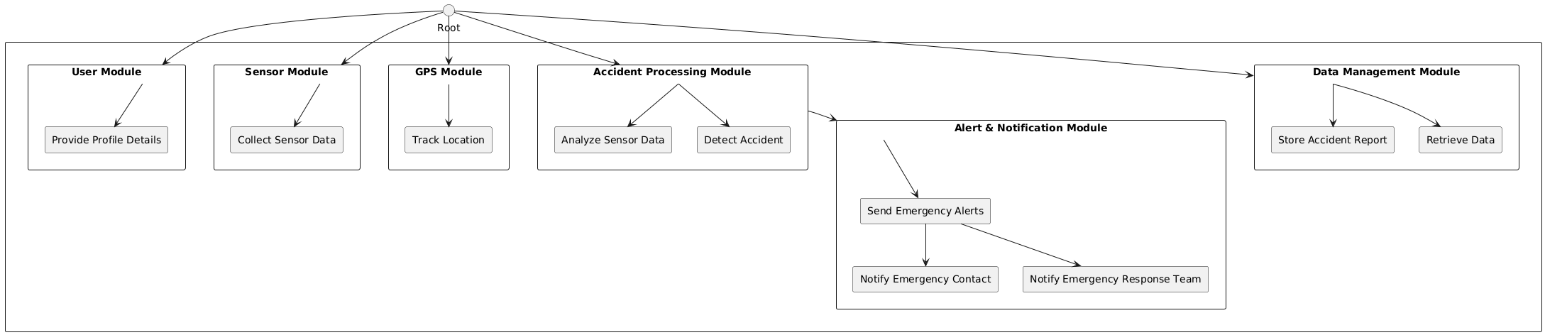 Root
User Module
Sensor Module
GPS Module
Accident Processing Module
Data Management Module
Provide Profile Details
Collect Sensor Data
Track Location
Analyze Sensor Data
Detect Accident
Alert & Notification Module
Store Accident Report
Retrieve Data
Send Emergency Alerts
Notify Emergency Contact
Notify Emergency Response Team